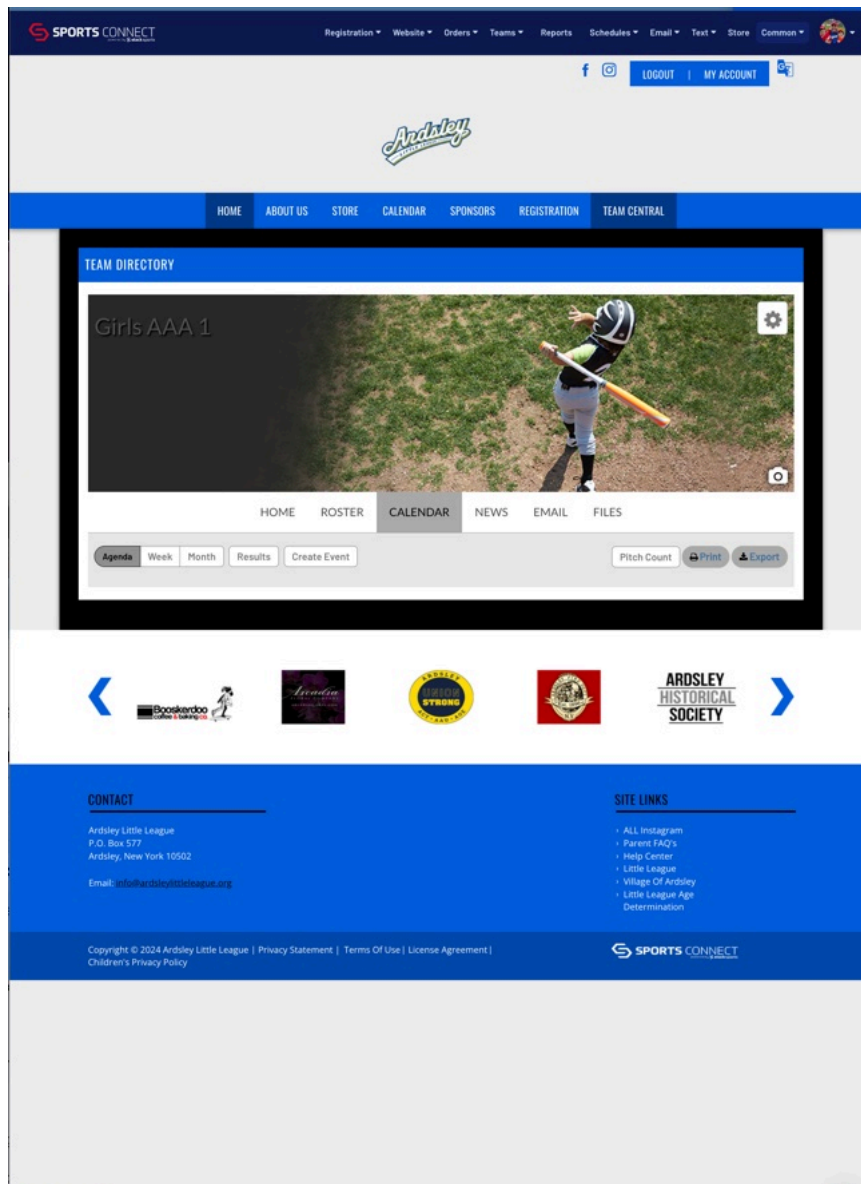 SPORTS CONNECT
Registration Website Orders Teams Reports Schedules Email Text Store Common
LOGOUT | MY ACCOUNT
Ardsley
HOME ABOUT US STORE CALENDAR SPONSORS REGISTRATION TEAM CENTRAL
TEAM DIRECTORY
Girls AAA 1
HOME ROSTER CALENDAR NEWS EMAIL FILES
Agenda Week Month Results Create Event Pitch Count Print Export
Booskerdoo
coffee & baking co.
Arcadia
ARDSLEY
UNION
STRONG
ARDSLEY
HISTORICAL
SOCIETY
CONTACT
Ardsley Little League
P.O. Box 577
Ardsley, New York 10502
Email: info@ardsleylittleleague.org
SITE LINKS
ALL Instagram
Parent FAQ's
Help Center
Little League
Village Of Ardsley
Little League Age
Determination
Copyright © 2024 Ardsley Little League | Privacy Statement | Terms Of Use | License Agreement |
Children's Privacy Policy
SPORTS CONNECT